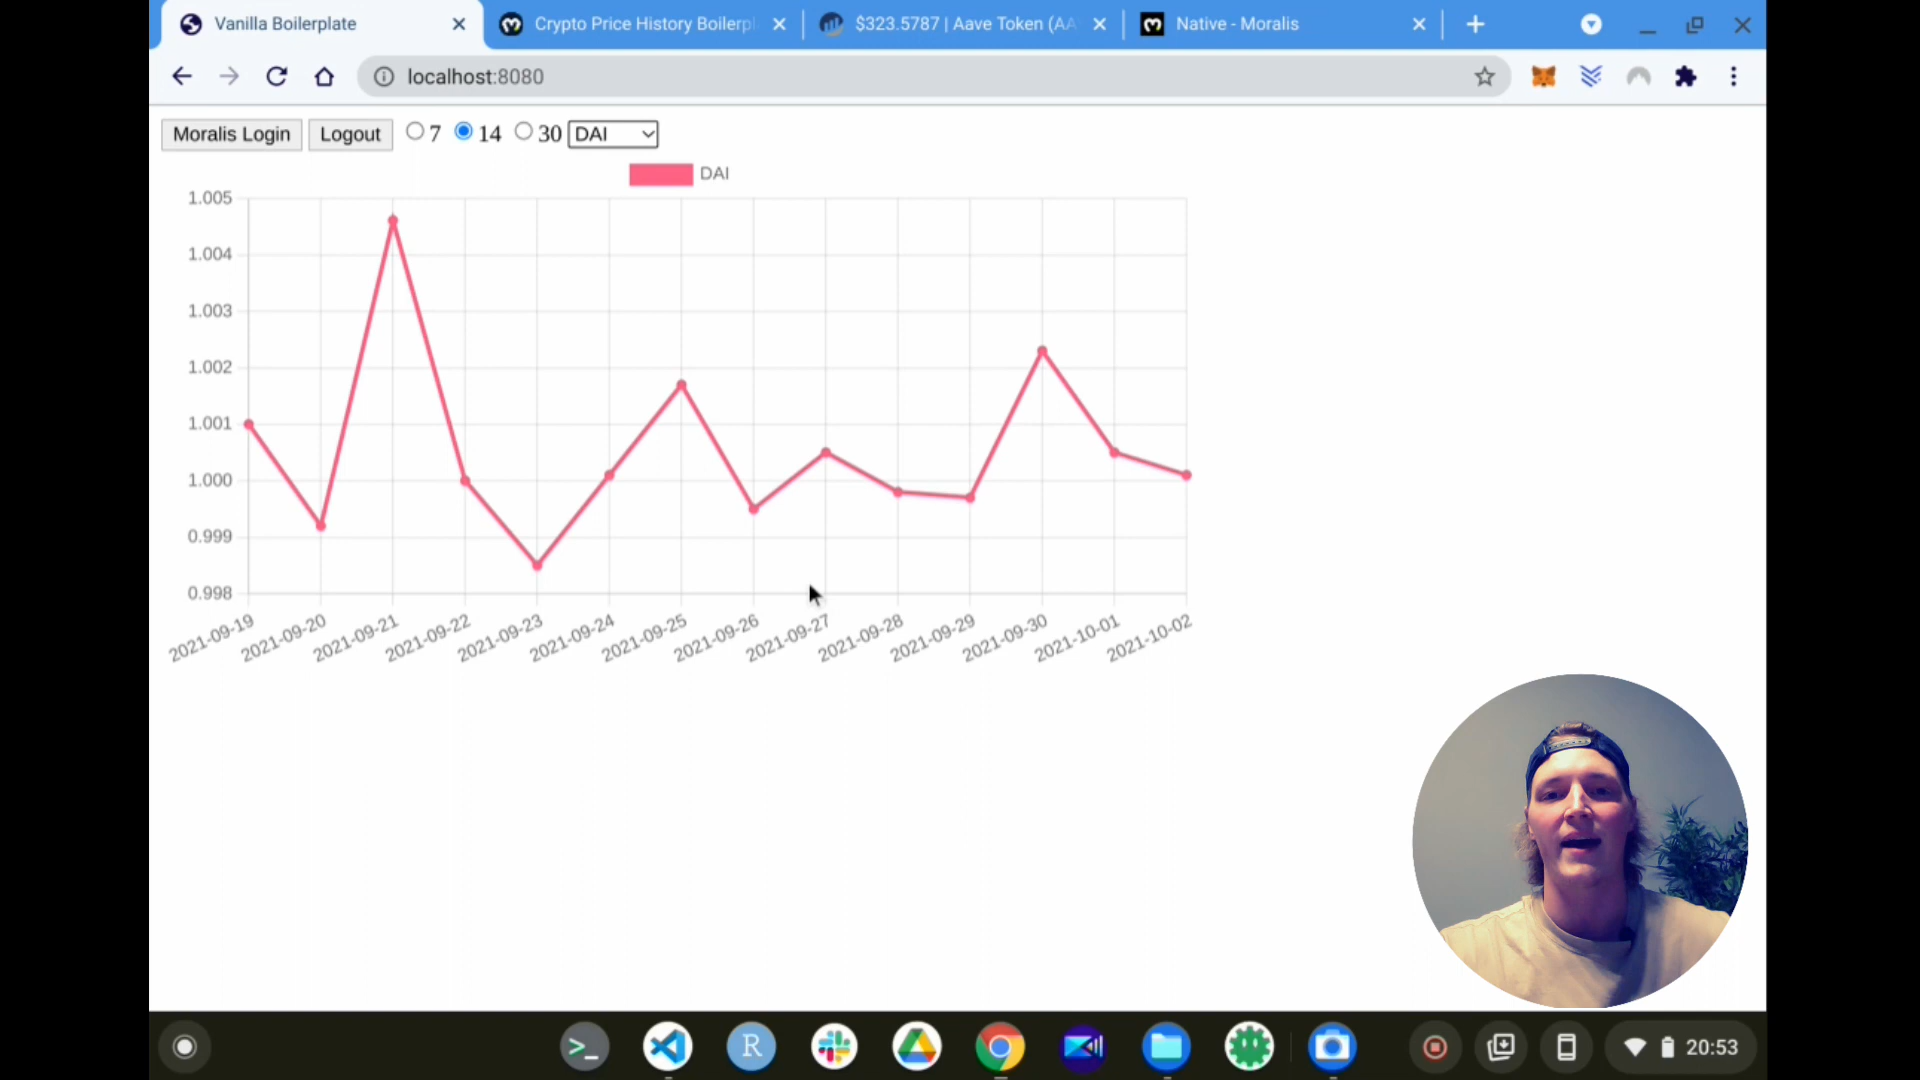 Vanilla Boilerplate
Crypto Price History Boilerpl
$323.5787 | Aave Token (AA
Native - Moralis
localhost:8080
Moralis Login
Logout
7
14
30
DAI
DAI
1.005
1.004
1.003
1.002
1.001
1.000
0.999
0.998
2021-09-19
2021-09-20
2021-09-21
2021-09-22
2021-09-23
2021-09-24
2021-09-25
2021-09-26
2021-09-27
2021-09-28
2021-09-29
2021-09-30
2021-10-01
2021-10-02
R
20:53